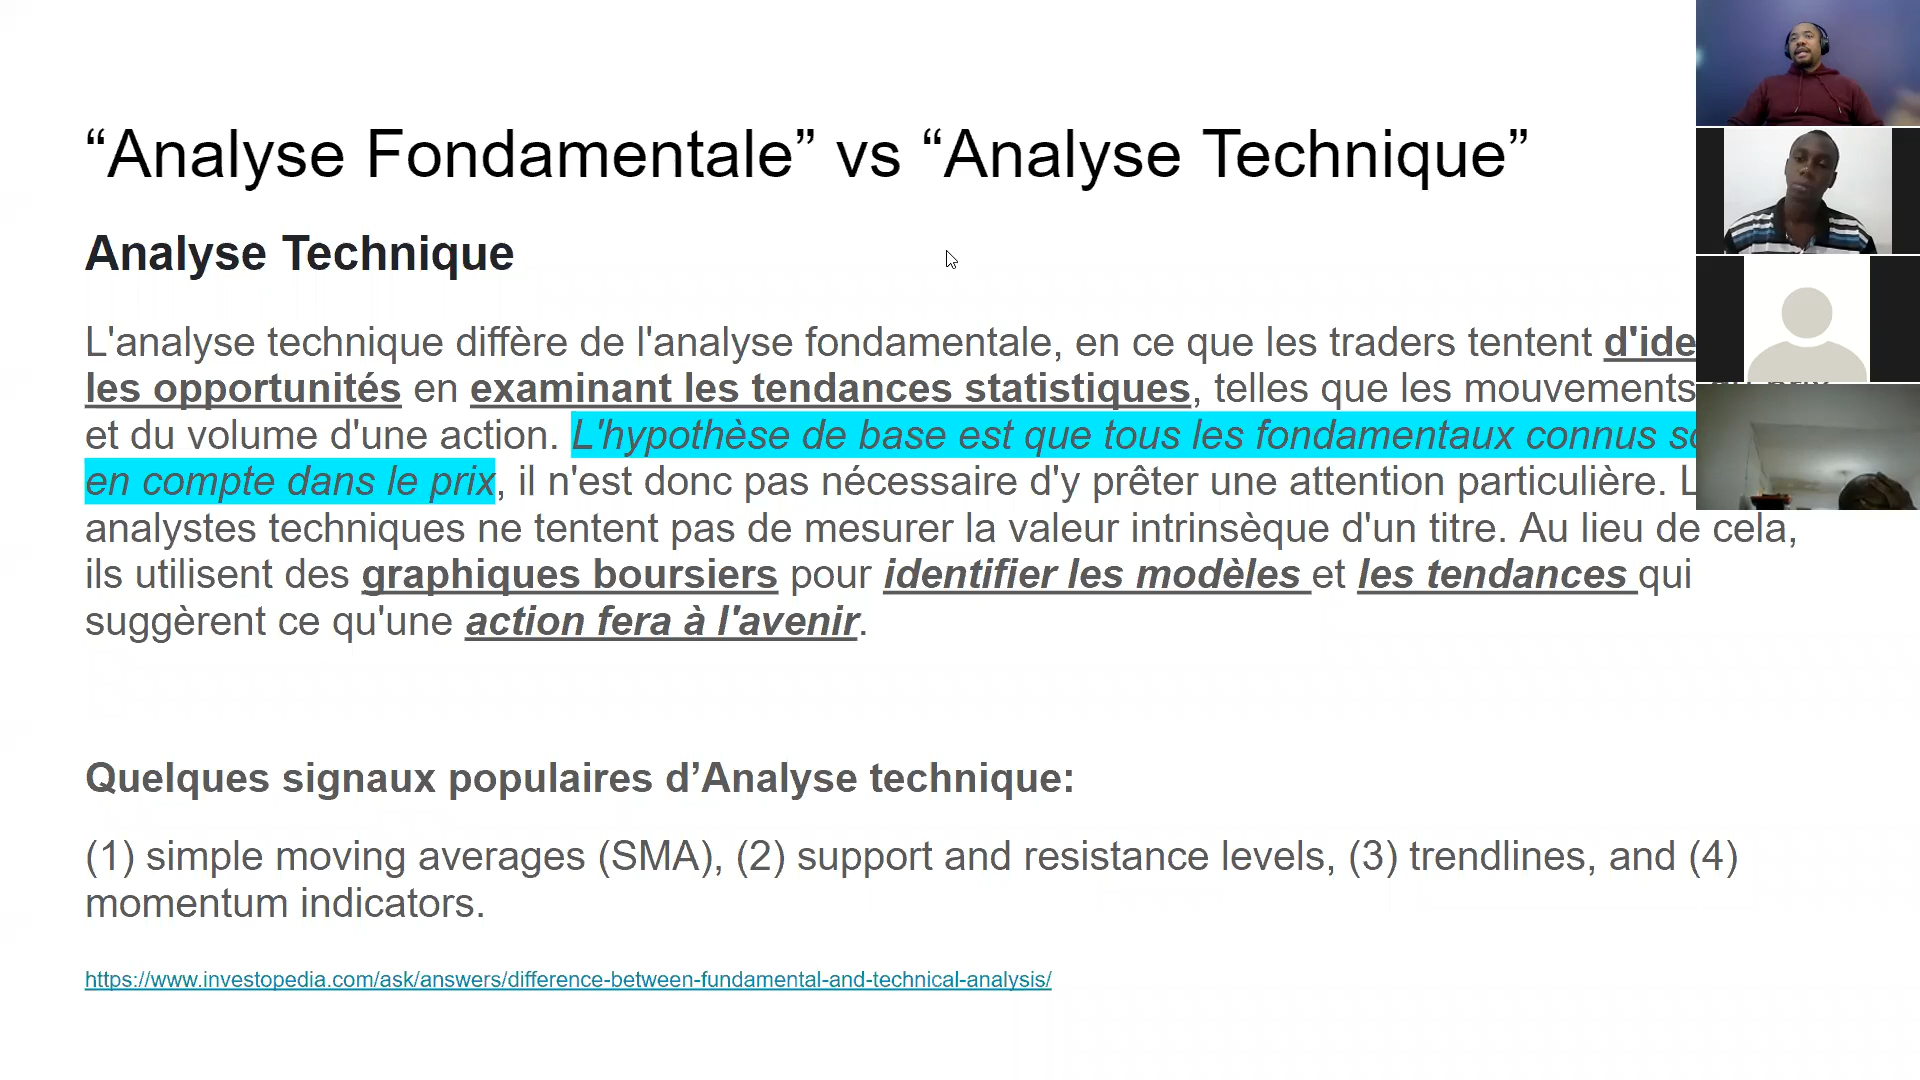 “Analyse Fondamentale” vs “Analyse Technique”
Analyse Technique
L'analyse technique diffère de l'analyse fondamentale, en ce que les traders tentent
les opportunités en examinant les tendances statistiques, telles que les mouvements
et du volume d'une action. L'hypothèse de base est que tous les fondamentaux connus
en compte dans le prix, il n'est donc pas nécessaire d'y prêter une attention particulière.
analystes techniques ne tentent pas de mesurer la valeur intrinsèque d'un titre. Au lieu de cela,
ils utilisent des graphiques boursiers pour identifier les modèles et les tendances qui
suggèrent ce qu'une action fera à l'avenir.
Quelques signaux populaires d’Analyse technique:
(1) simple moving averages (SMA), (2) support and resistance levels, (3) trendlines, and (4)
momentum indicators.
https://www.investopedia.com/ask/answers/difference-between-fundamental-and-technical-analysis/